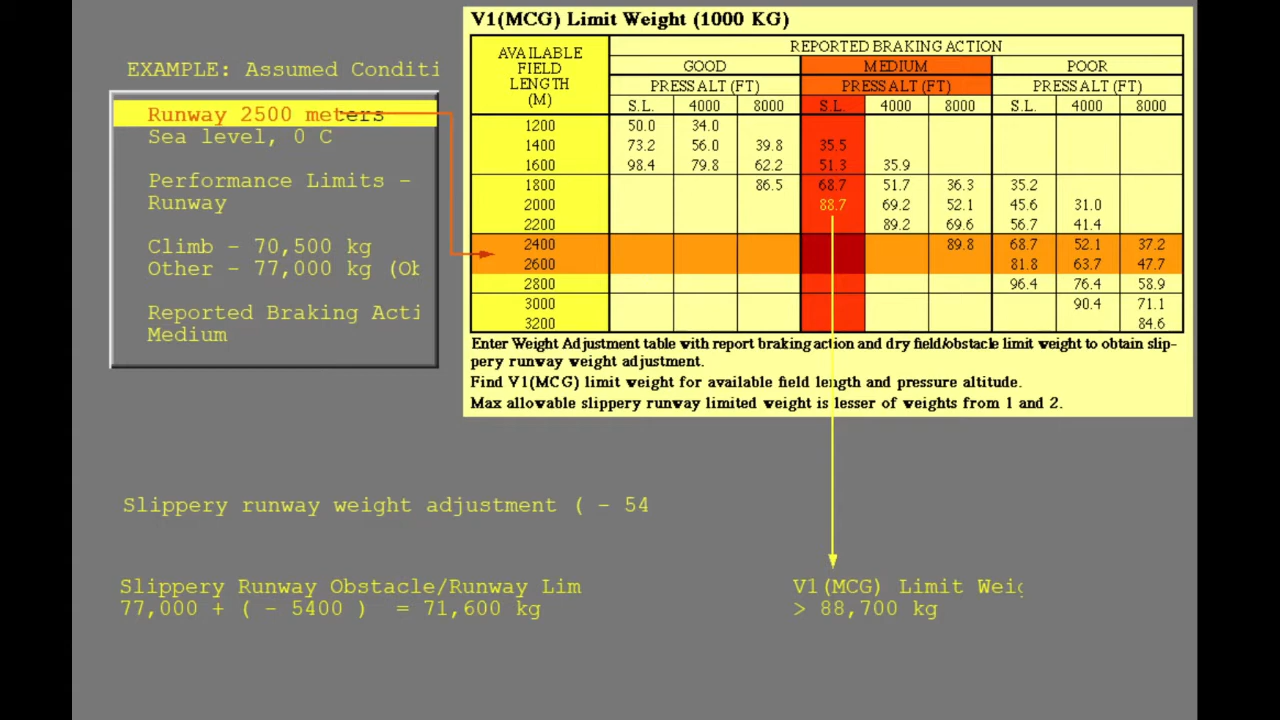 V1(MCG) Limit Weight (1000 KG)
EXAMPLE: Assumed Conditi
Runway 2500 meters
Sea level, 0 C
Performance Limits -
Runway
Climb - 70,500 kg
Other - 77,000 kg (Ob
Reported Braking Acti
Medium
AVAILABLE FIELD LENGTH (M) REPORTED BRAKING ACTION
GOOD MEDIUM POOR
PRESS ALT (FT) PRESS ALT (FT) PRESS ALT (FT)
S.L. 4000 8000 S.L. 4000 8000 S.L. 4000 8000
1200 50.0 34.0
1400 73.2 56.0 39.8 35.5
1600 98.4 79.8 62.2 51.3 35.9
1800 86.5 68.7 51.7 36.3 35.2
2000 88.7 69.2 52.1 45.6 31.0
2200 89.2 69.6 56.7 41.4
2400 89.8 68.7 52.1 37.2
2600 81.8 63.7 47.7
2800 96.4 76.4 58.9
3000 90.4 71.1
3200 84.6
Enter Weight Adjustment table with report braking action and dry field/obstacle limit weight to obtain slip-
pery runway weight adjustment.
Find V1(MCG) limit weight for available field length and pressure altitude.
Max allowable slippery runway limited weight is lesser of weights from 1 and 2.
Slippery runway weight adjustment ( - 54
Slippery Runway Obstacle/Runway Lim
77,000 + ( - 5400 ) = 71,600 kg
V1(MCG) Limit Weig
> 88,700 kg